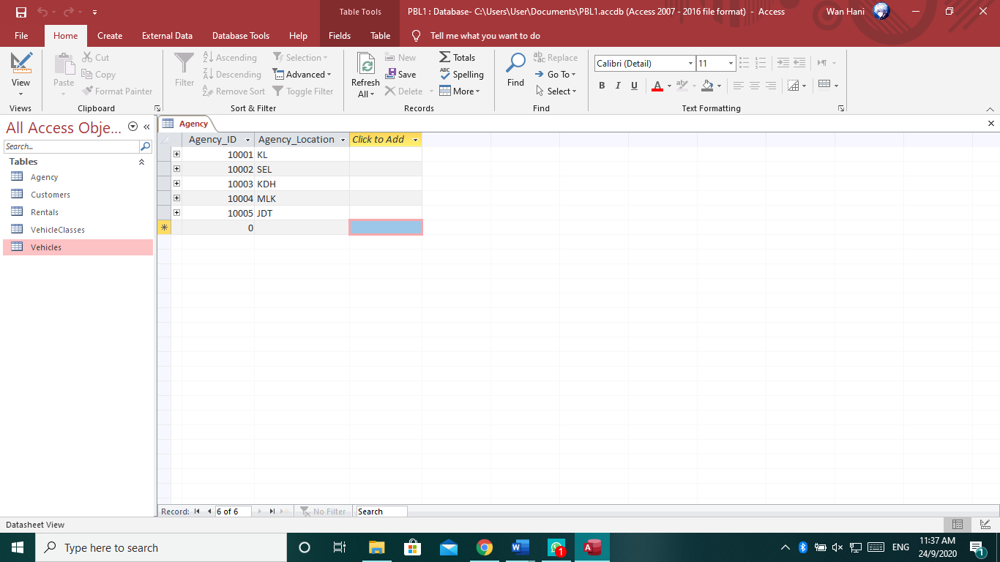 Table Tools
PBL1 : Database- C:\Users\User\Documents\PBL1.accdb (Access 2007 - 2016 file format) - Access
Wan Hani
File Home Create External Data Database Tools Help Fields Table Tell me what you want to do
View
Views
Paste
Cut
Copy
Format Painter
Clipboard
Filter
Ascending
Descending
Remove Sort
Selection
Advanced
Toggle Filter
Sort & Filter
Refresh
All
New
Save
Delete
Totals
Spelling
More
Records
Find
Replace
Go To
Select
Find
Calibri (Detail) 11
B I U A
Text Formatting
All Access Obje...
Search...
Tables
Agency
Customers
Rentals
VehicleClasses
Vehicles
Agency
Agency_ID Agency_Location Click to Add
10001 KL
10002 SEL
10003 KDH
10004 MLK
10005 JDT
0
Record: 6 of 6 No Filter Search
Datasheet View
Type here to search
1
ENG
11:37 AM
24/9/2020
1